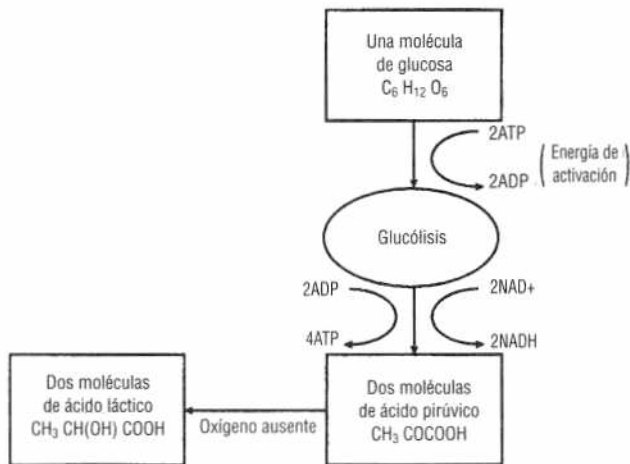 Una molécula
de glucosa
C₆ H₁₂ O₆
2ATP
2ADP
(Energía de
activación)
Glucólisis
2ADP
4ATP
2NAD+
2NADH
Dos moléculas
de ácido láctico
CH₃ CH(OH) COOH
Oxígeno ausente
Dos moléculas
de ácido pirúvico
CH₃ COCOOH